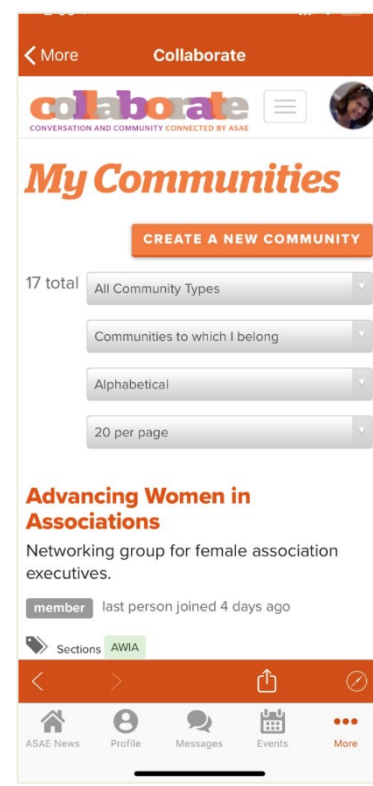 More
Collaborate
collaborate
CONVERSATION AND COMMUNITY CONNECTED BY ASAE
My Communities
CREATE A NEW COMMUNITY
17 total
All Community Types
Communities to which I belong
Alphabetical
20 per page
Advancing Women in
Associations
Networking group for female association
executives.
member last person joined 4 days ago
Sections AWIA
ASAE News
Profile
Messages
Events
More